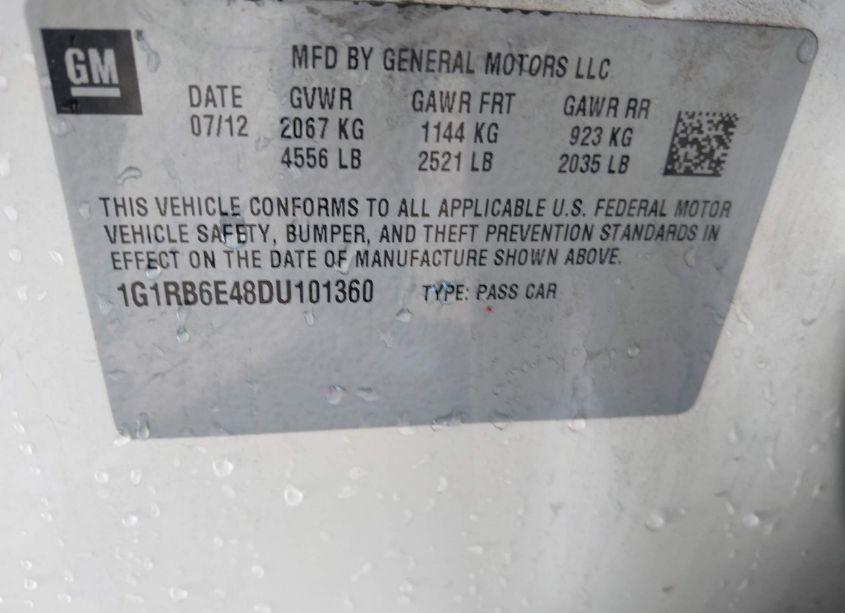 GM
MFD BY GENERAL MOTORS LLC
DATE GVWR GAWR FRT GAWR RR
07/12 2067 KG 1144 KG 923 KG
4556 LB 2521 LB 2035 LB
THIS VEHICLE CONFORMS TO ALL APPLICABLE U.S. FEDERAL MOTOR
VEHICLE SAFETY, BUMPER, AND THEFT PREVENTION STANDARDS IN
EFFECT ON THE DATE OF MANUFACTURE SHOWN ABOVE.
1G1RB6E48DU101360 TYPE: PASS CAR